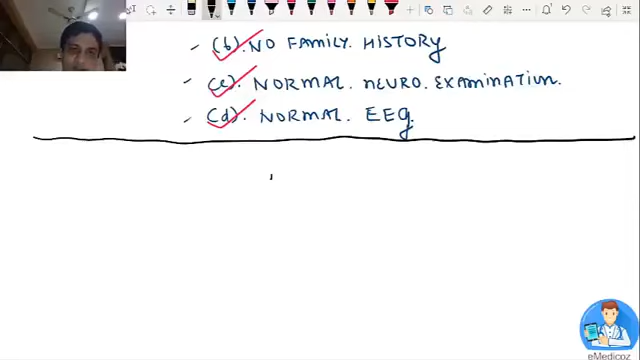 (b). NO FAMILY. HISTORY
(c). NORMAL. NEURO. EXAMINATION.
(d). NORMAL. EEG.
eMedicoz